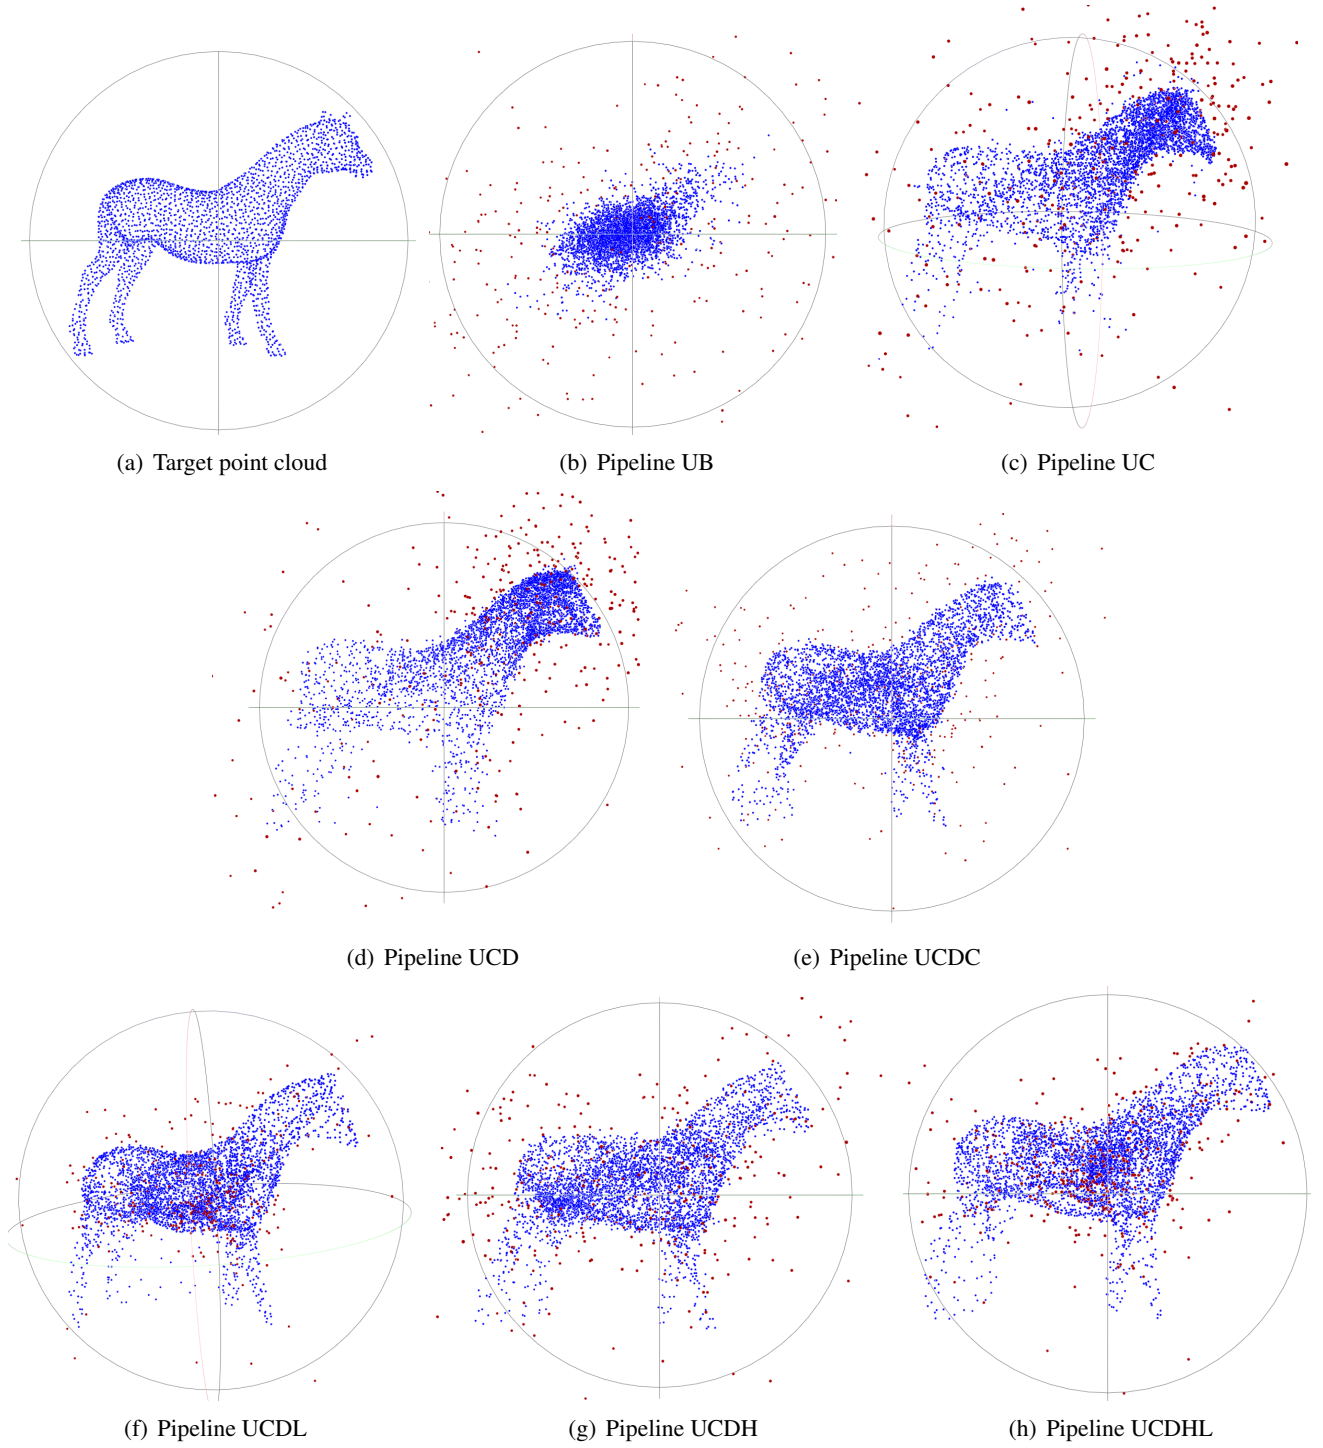 (a) Target point cloud
(b) Pipeline UB
(c) Pipeline UC
(d) Pipeline UCD
(e) Pipeline UCDC
(f) Pipeline UCDL
(g) Pipeline UCDH
(h) Pipeline UCDHL